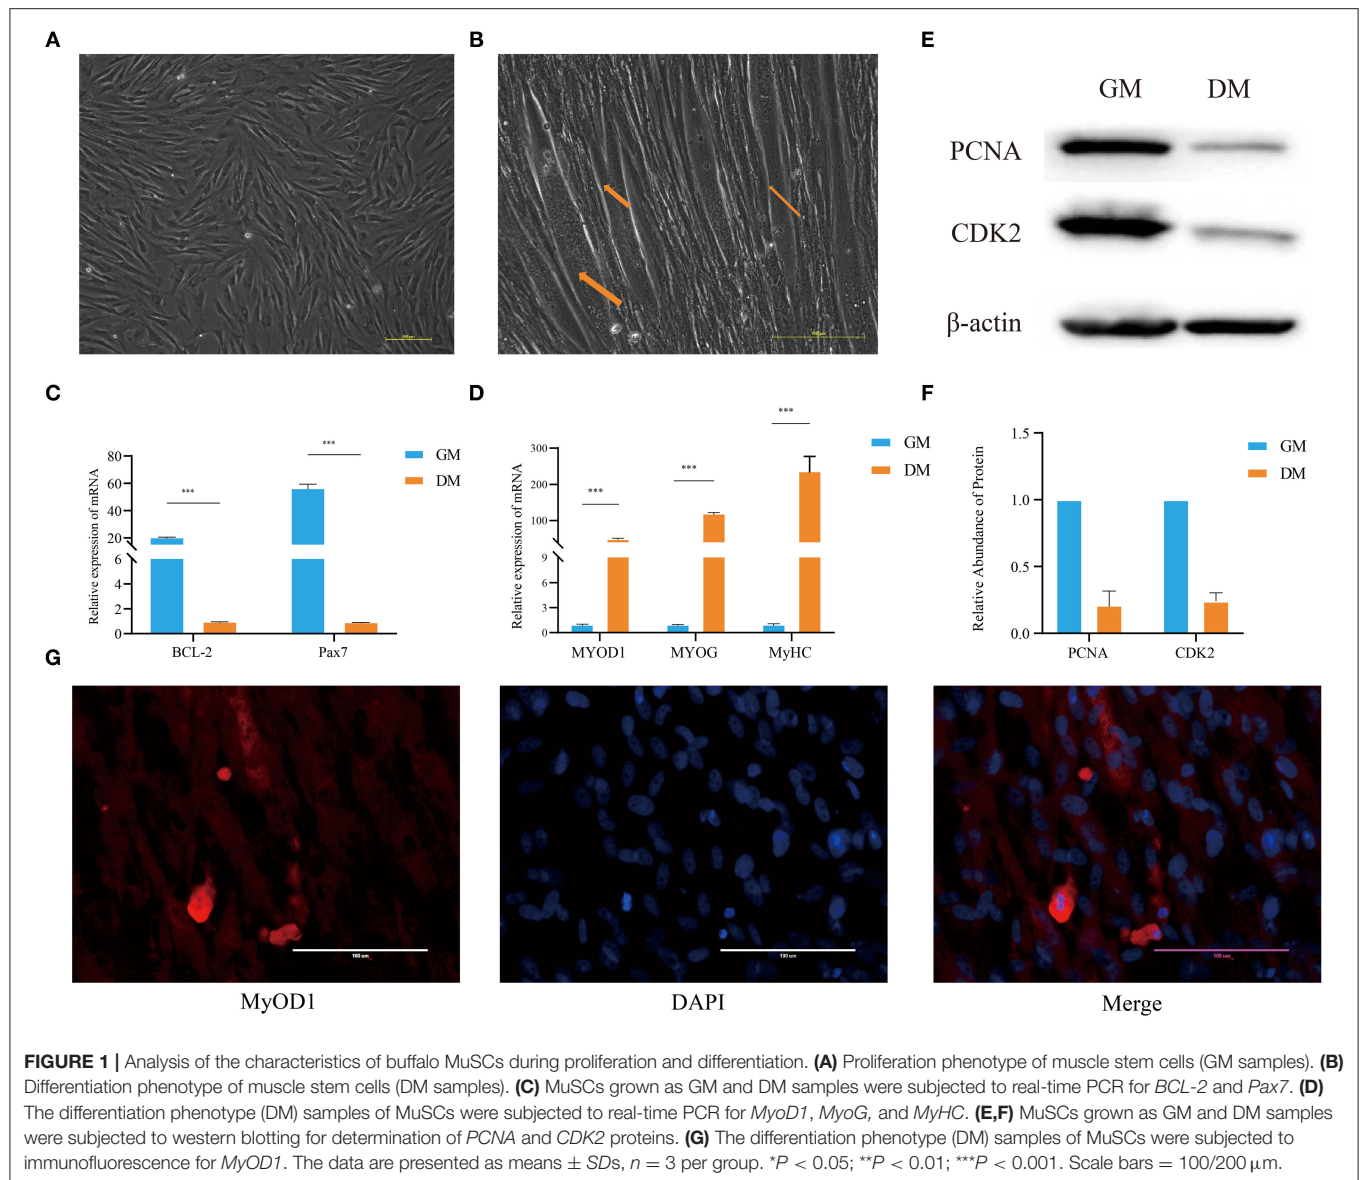 A
B
E
GM DM
PCNA
CDK2
β-actin
C
D
F
Relative expression of mRNA
80
60
40
20
6
4
2
0
***
***
BCL-2
Pax7
GM
DM
Relative expression of mRNA
300
200
100
9
6
3
0
***
***
***
MYOD1
MYOG
MyHC
GM
DM
Relative Abundance of Protein
1.5
1.0
0.5
0.0
PCNA
CDK2
GM
DM
G
100 um
100 um
100 um
MyOD1
DAPI
Merge
FIGURE 1 | Analysis of the characteristics of buffalo MuSCs during proliferation and differentiation. (A) Proliferation phenotype of muscle stem cells (GM samples). (B)
Differentiation phenotype of muscle stem cells (DM samples). (C) MuSCs grown as GM and DM samples were subjected to real-time PCR for BCL-2 and Pax7. (D)
The differentiation phenotype (DM) samples of MuSCs were subjected to real-time PCR for MyoD1, MyoG, and MyHC. (E,F) MuSCs grown as GM and DM samples
were subjected to western blotting for determination of PCNA and CDK2 proteins. (G) The differentiation phenotype (DM) samples of MuSCs were subjected to
immunofluorescence for MyOD1. The data are presented as means ± SDs, n = 3 per group. *P < 0.05; **P < 0.01; ***P < 0.001. Scale bars = 100/200 μm.